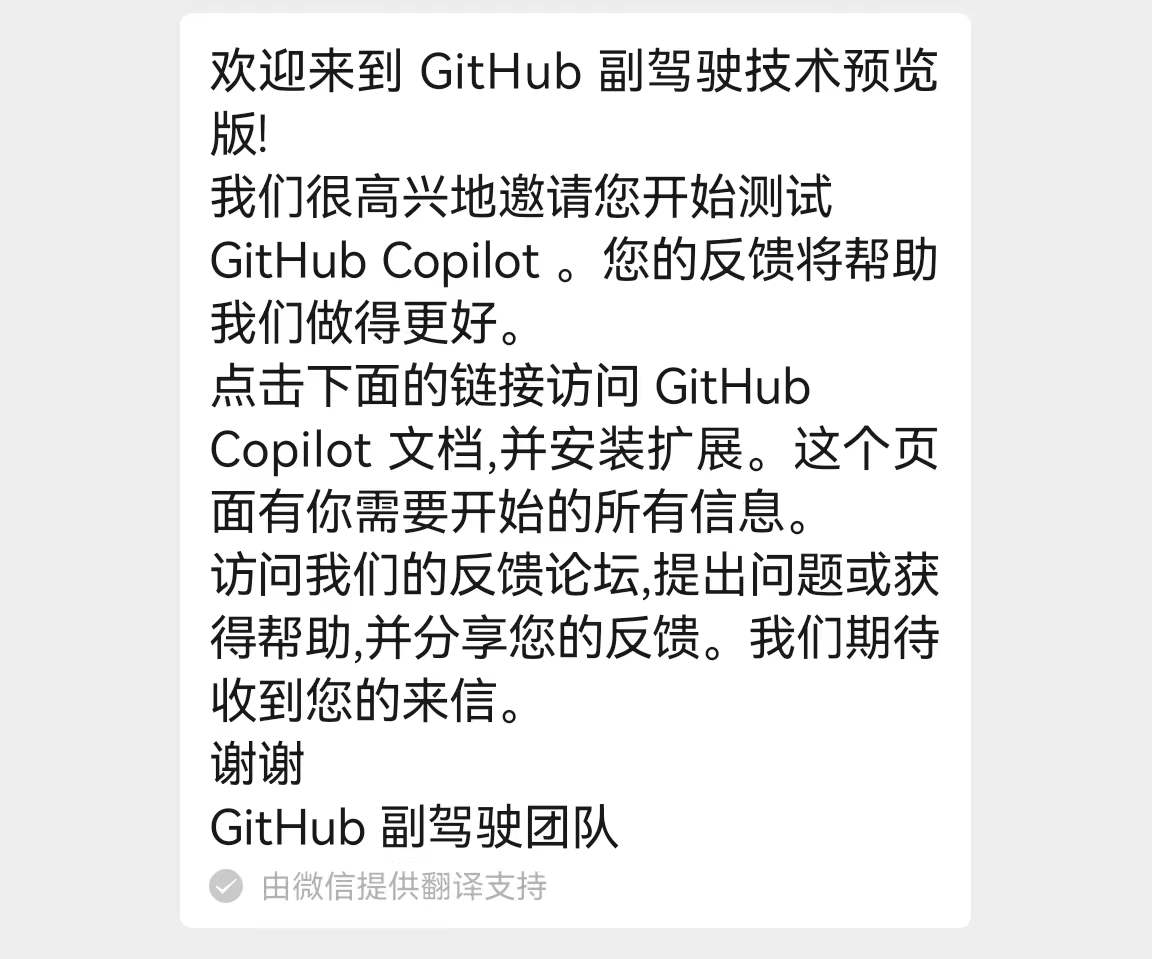 欢迎来到 GitHub 副驾驶技术预览
版!
我们很高兴地邀请您开始测试
GitHub Copilot 。您的反馈将帮助
我们做得更好。
点击下面的链接访问 GitHub
Copilot 文档,并安装扩展。这个页
面有你需要开始的所有信息。
访问我们的反馈论坛,提出问题或获
得帮助,并分享您的反馈。我们期待
收到您的来信。
谢谢
GitHub 副驾驶团队
由微信提供翻译支持